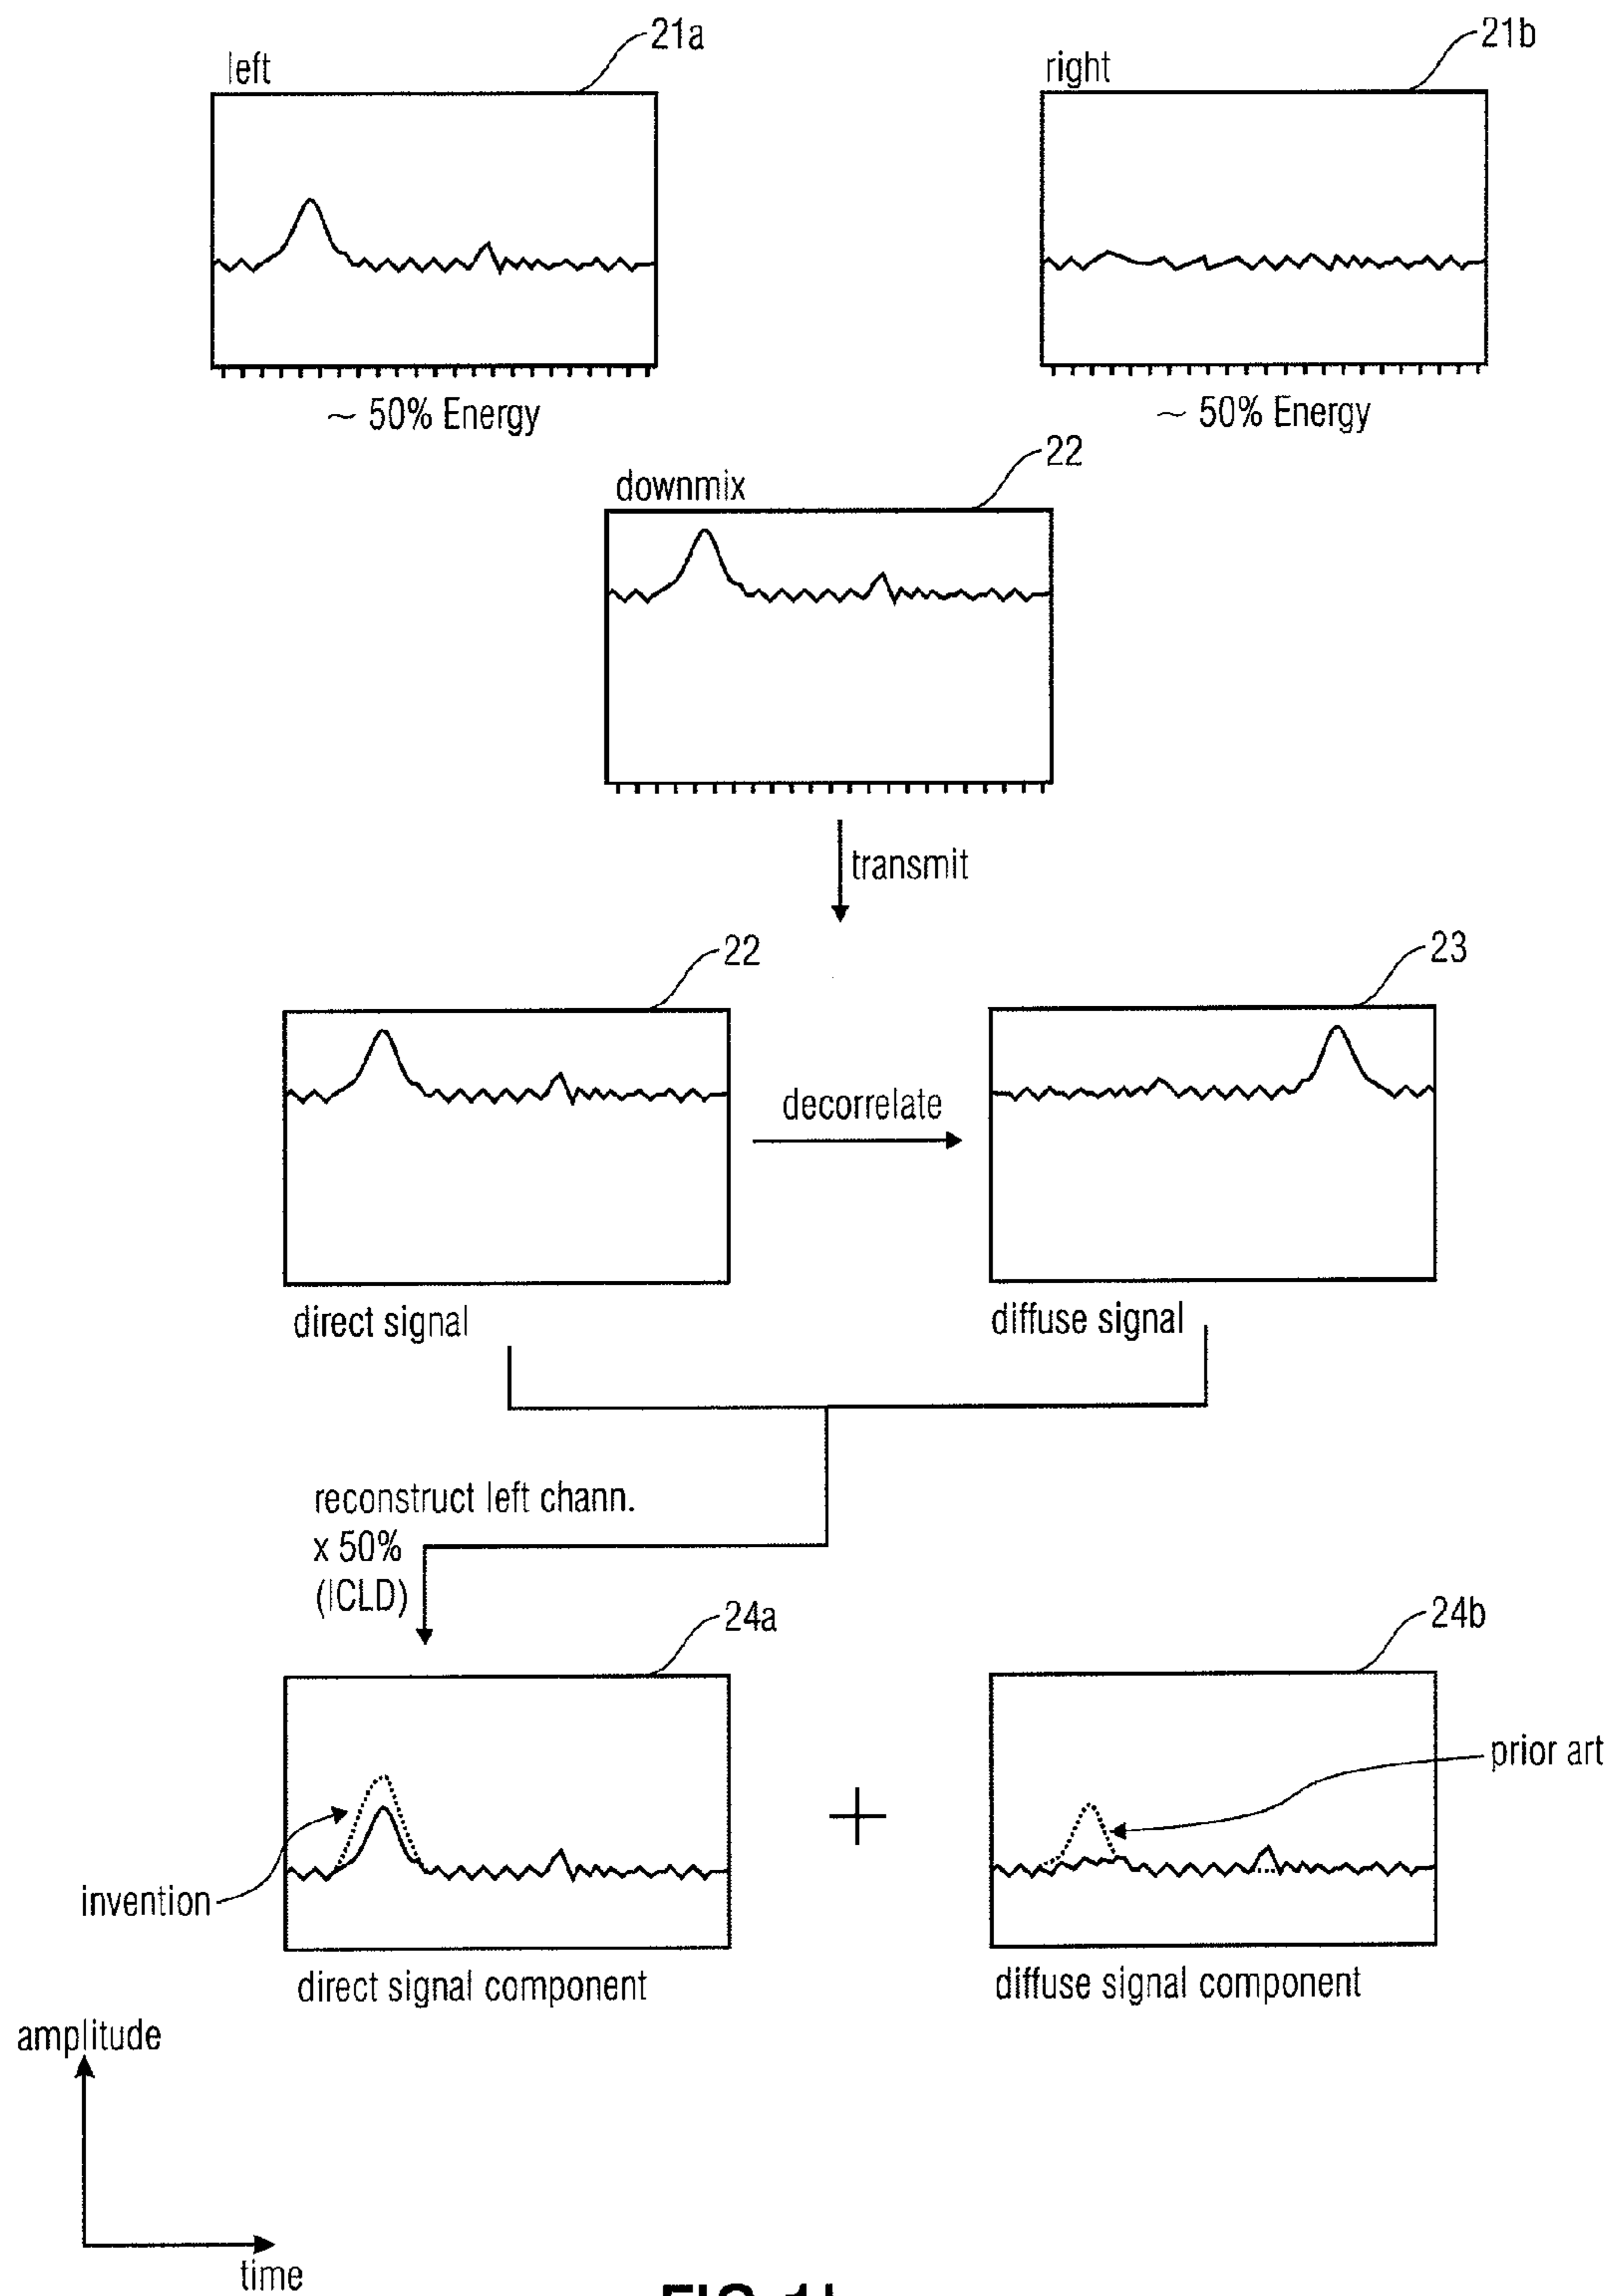 left
21a
right
21b
~ 50% Energy
~ 50% Energy
downmix
22
transmit
22
23
decorrelate
direct signal
diffuse signal
reconstruct left chann.
x 50%
(ICLD)
24a
24b
+
prior art
invention
direct signal component
diffuse signal component
amplitude
time